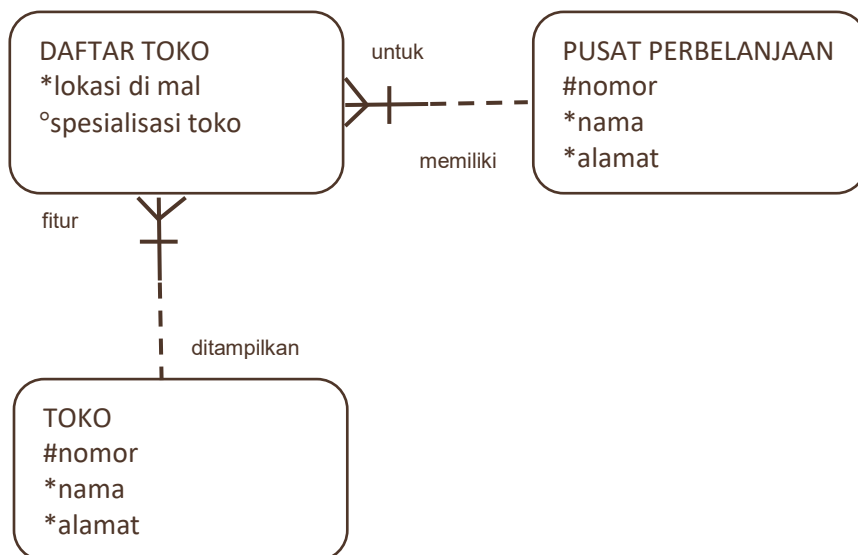 DAFTAR TOKO
*lokasi di mal
°spesialisasi toko
untuk
memiliki
PUSAT PERBELANJAAN
#nomor
*nama
*alamat
fitur
ditampilkan
TOKO
#nomor
*nama
*alamat